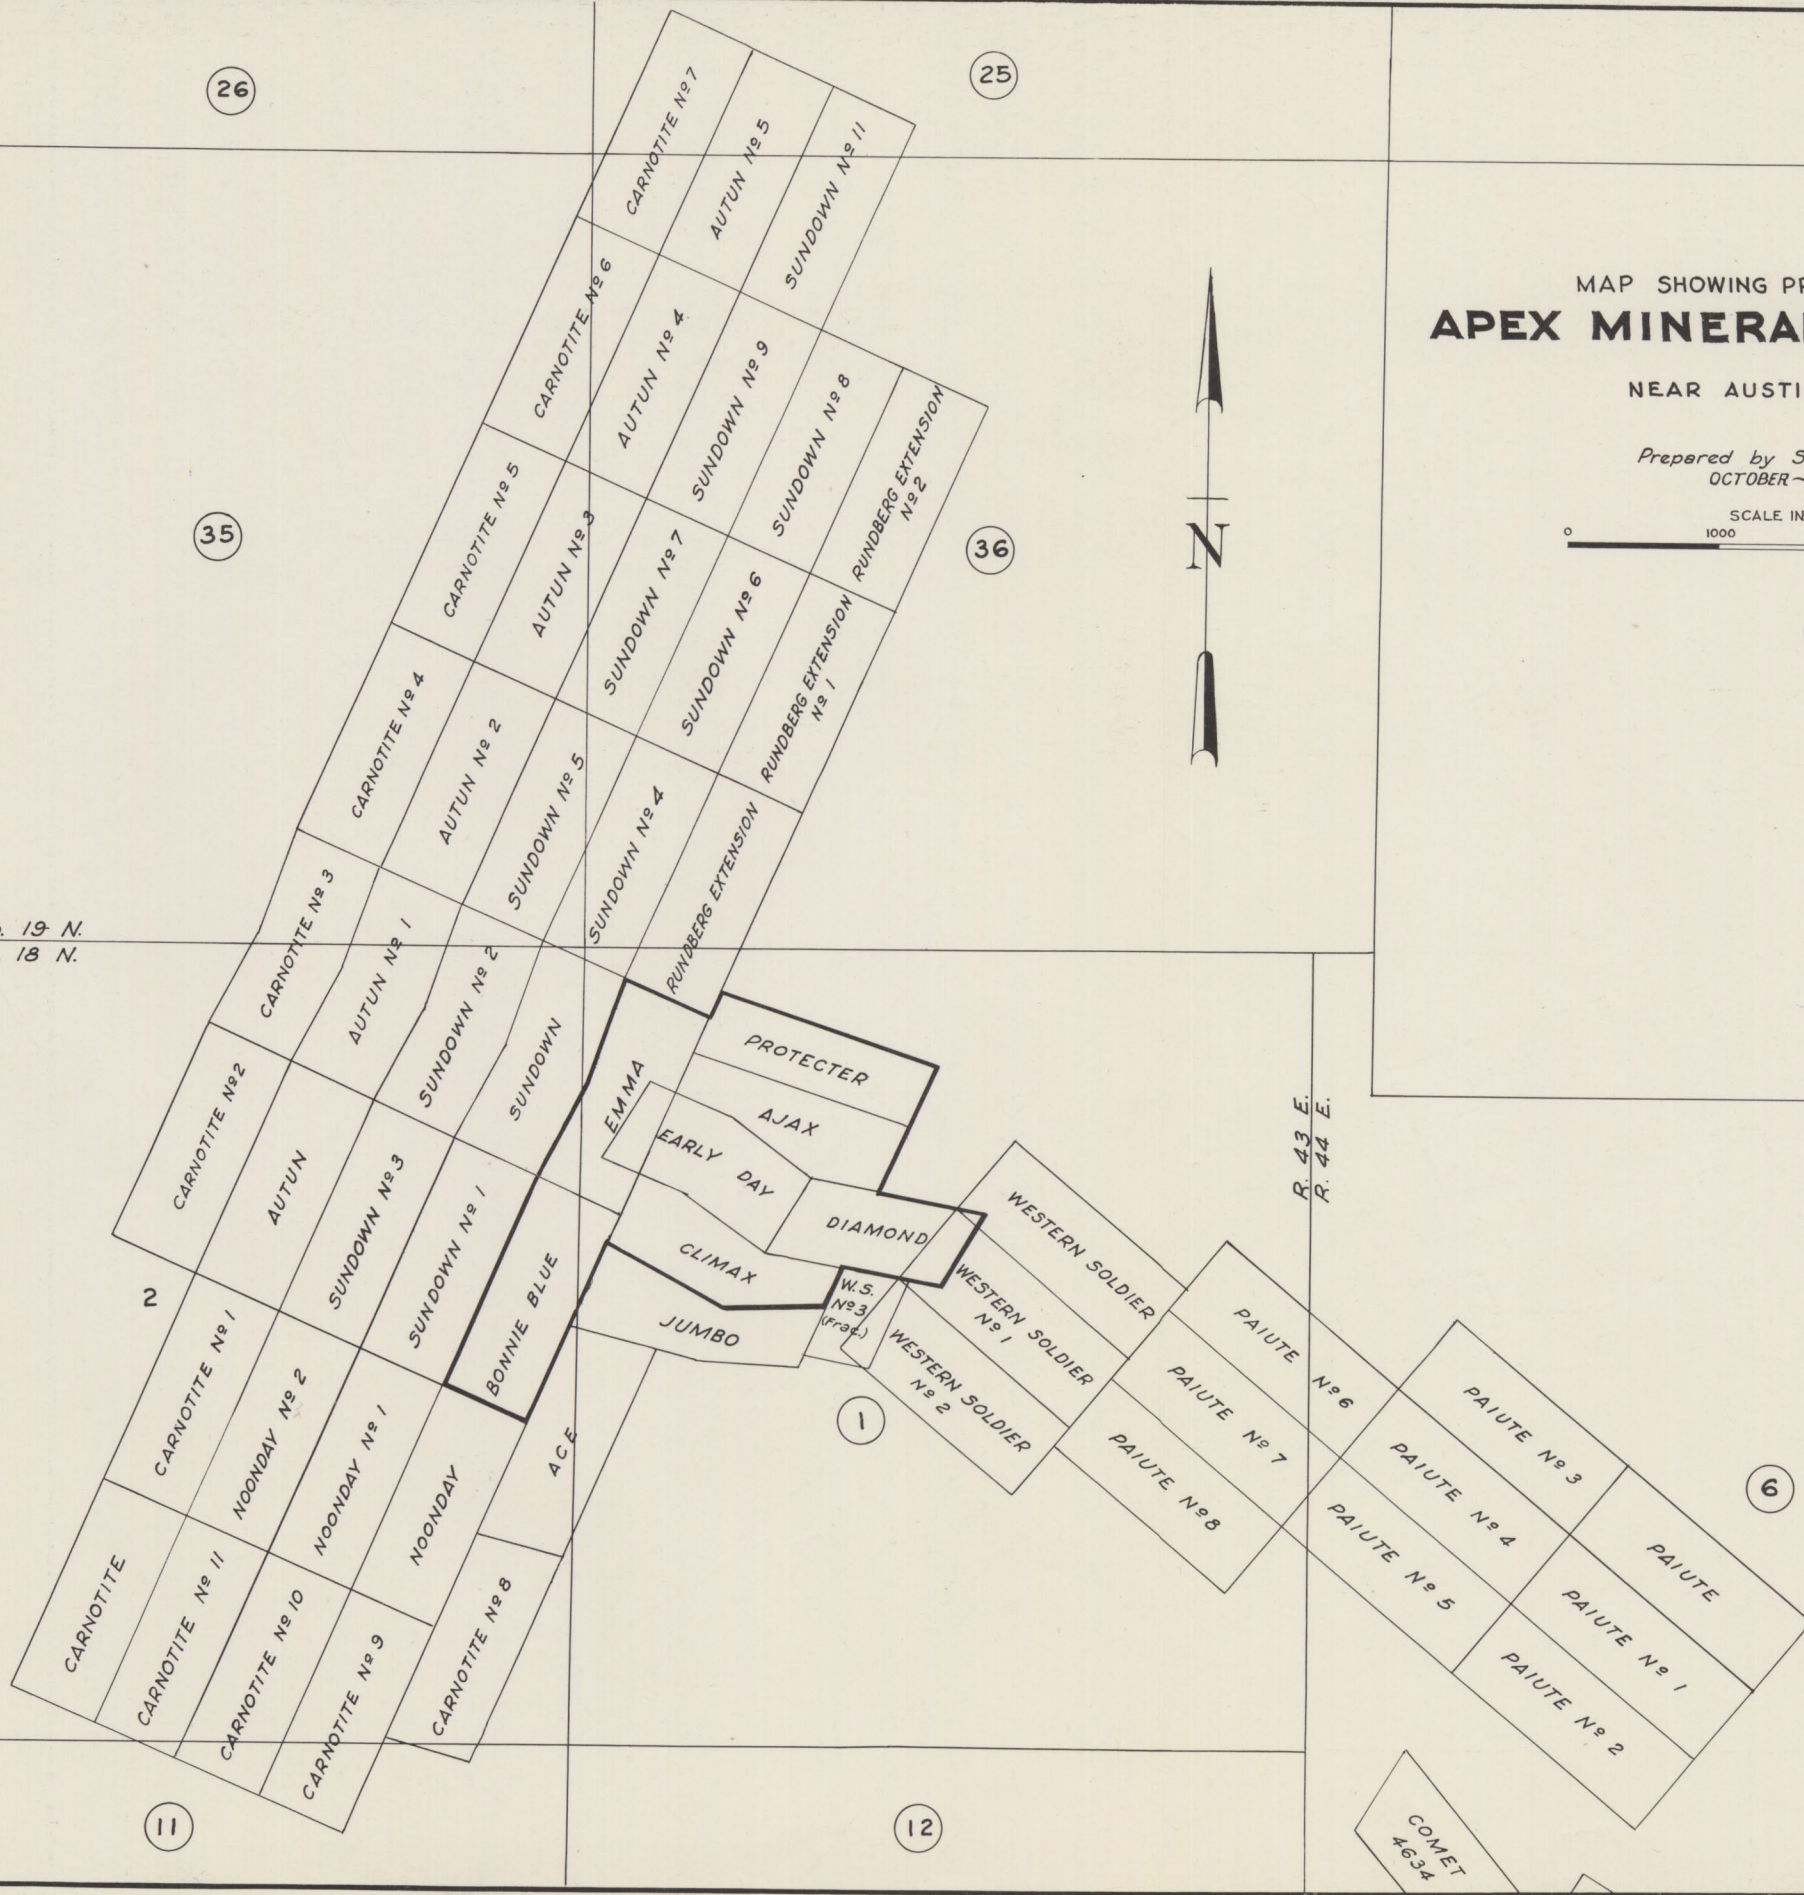 26
25
CARNOTITE Nº 7
AUTUN Nº 5
SUNDOWN Nº 11
CARNOTITE Nº 6
AUTUN Nº 4
SUNDOWN Nº 9
SUNDOWN Nº 8
RUNDBERG EXTENSION
Nº 2
MAP SHOWING PR
APEX MINERA
NEAR AUSTI
Prepared by S
OCTOBER-
SCALE IN
0
1000
N
35
36
CARNOTITE Nº 5
AUTUN Nº 3
SUNDOWN Nº 7
SUNDOWN Nº 6
RUNDBERG EXTENSION
Nº 1
CARNOTITE Nº 4
AUTUN Nº 2
SUNDOWN Nº 5
SUNDOWN Nº 4
RUNDBERG EXTENSION
19 N.
18 N.
CARNOTITE Nº 3
AUTUN Nº 1
SUNDOWN Nº 2
SUNDOWN
EMMA
PROTECTER
AJAX
EARLY DAY
DIAMOND
CLIMAX
JUMBO
W.S.
Nº3
(Frac.)
R. 43 E.
R. 44 E.
CARNOTITE Nº2
AUTUN
SUNDOWN Nº 3
SUNDOWN Nº 1
BONNIE BLUE
WESTERN SOLDIER
WESTERN SOLDIER
Nº 1
WESTERN SOLDIER
Nº 2
2
1
6
CARNOTITE Nº 1
NOONDAY Nº 2
NOONDAY Nº 1
NOONDAY
ACE
PAIUTE Nº 6
PAIUTE Nº 7
PAIUTE Nº 8
PAIUTE Nº 3
PAIUTE Nº 4
PAIUTE Nº 5
PAIUTE
PAIUTE Nº 1
PAIUTE Nº 2
CARNOTITE
CARNOTITE Nº 11
CARNOTITE Nº 10
CARNOTITE Nº 9
CARNOTITE Nº 8
11
12
COMET
4634